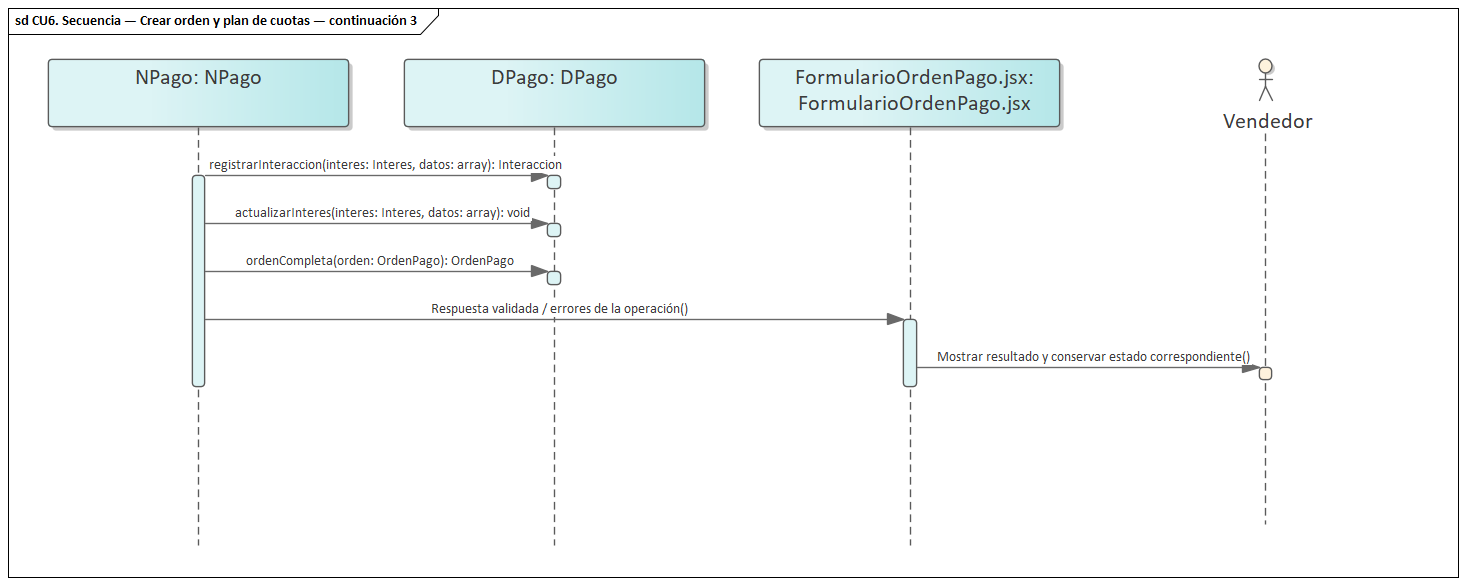 sd CU6. Secuencia — Crear orden y plan de cuotas — continuación 3
NPago: NPago
DPago: DPago
FormularioOrdenPago.jsx:
FormularioOrdenPago.jsx
Vendedor
registrarInteraccion(interes: Interes, datos: array): Interaccion
actualizarInteres(interes: Interes, datos: array): void
ordenCompleta(orden: OrdenPago): OrdenPago
Respuesta validada / errores de la operación()
Mostrar resultado y conservar estado correspondiente()